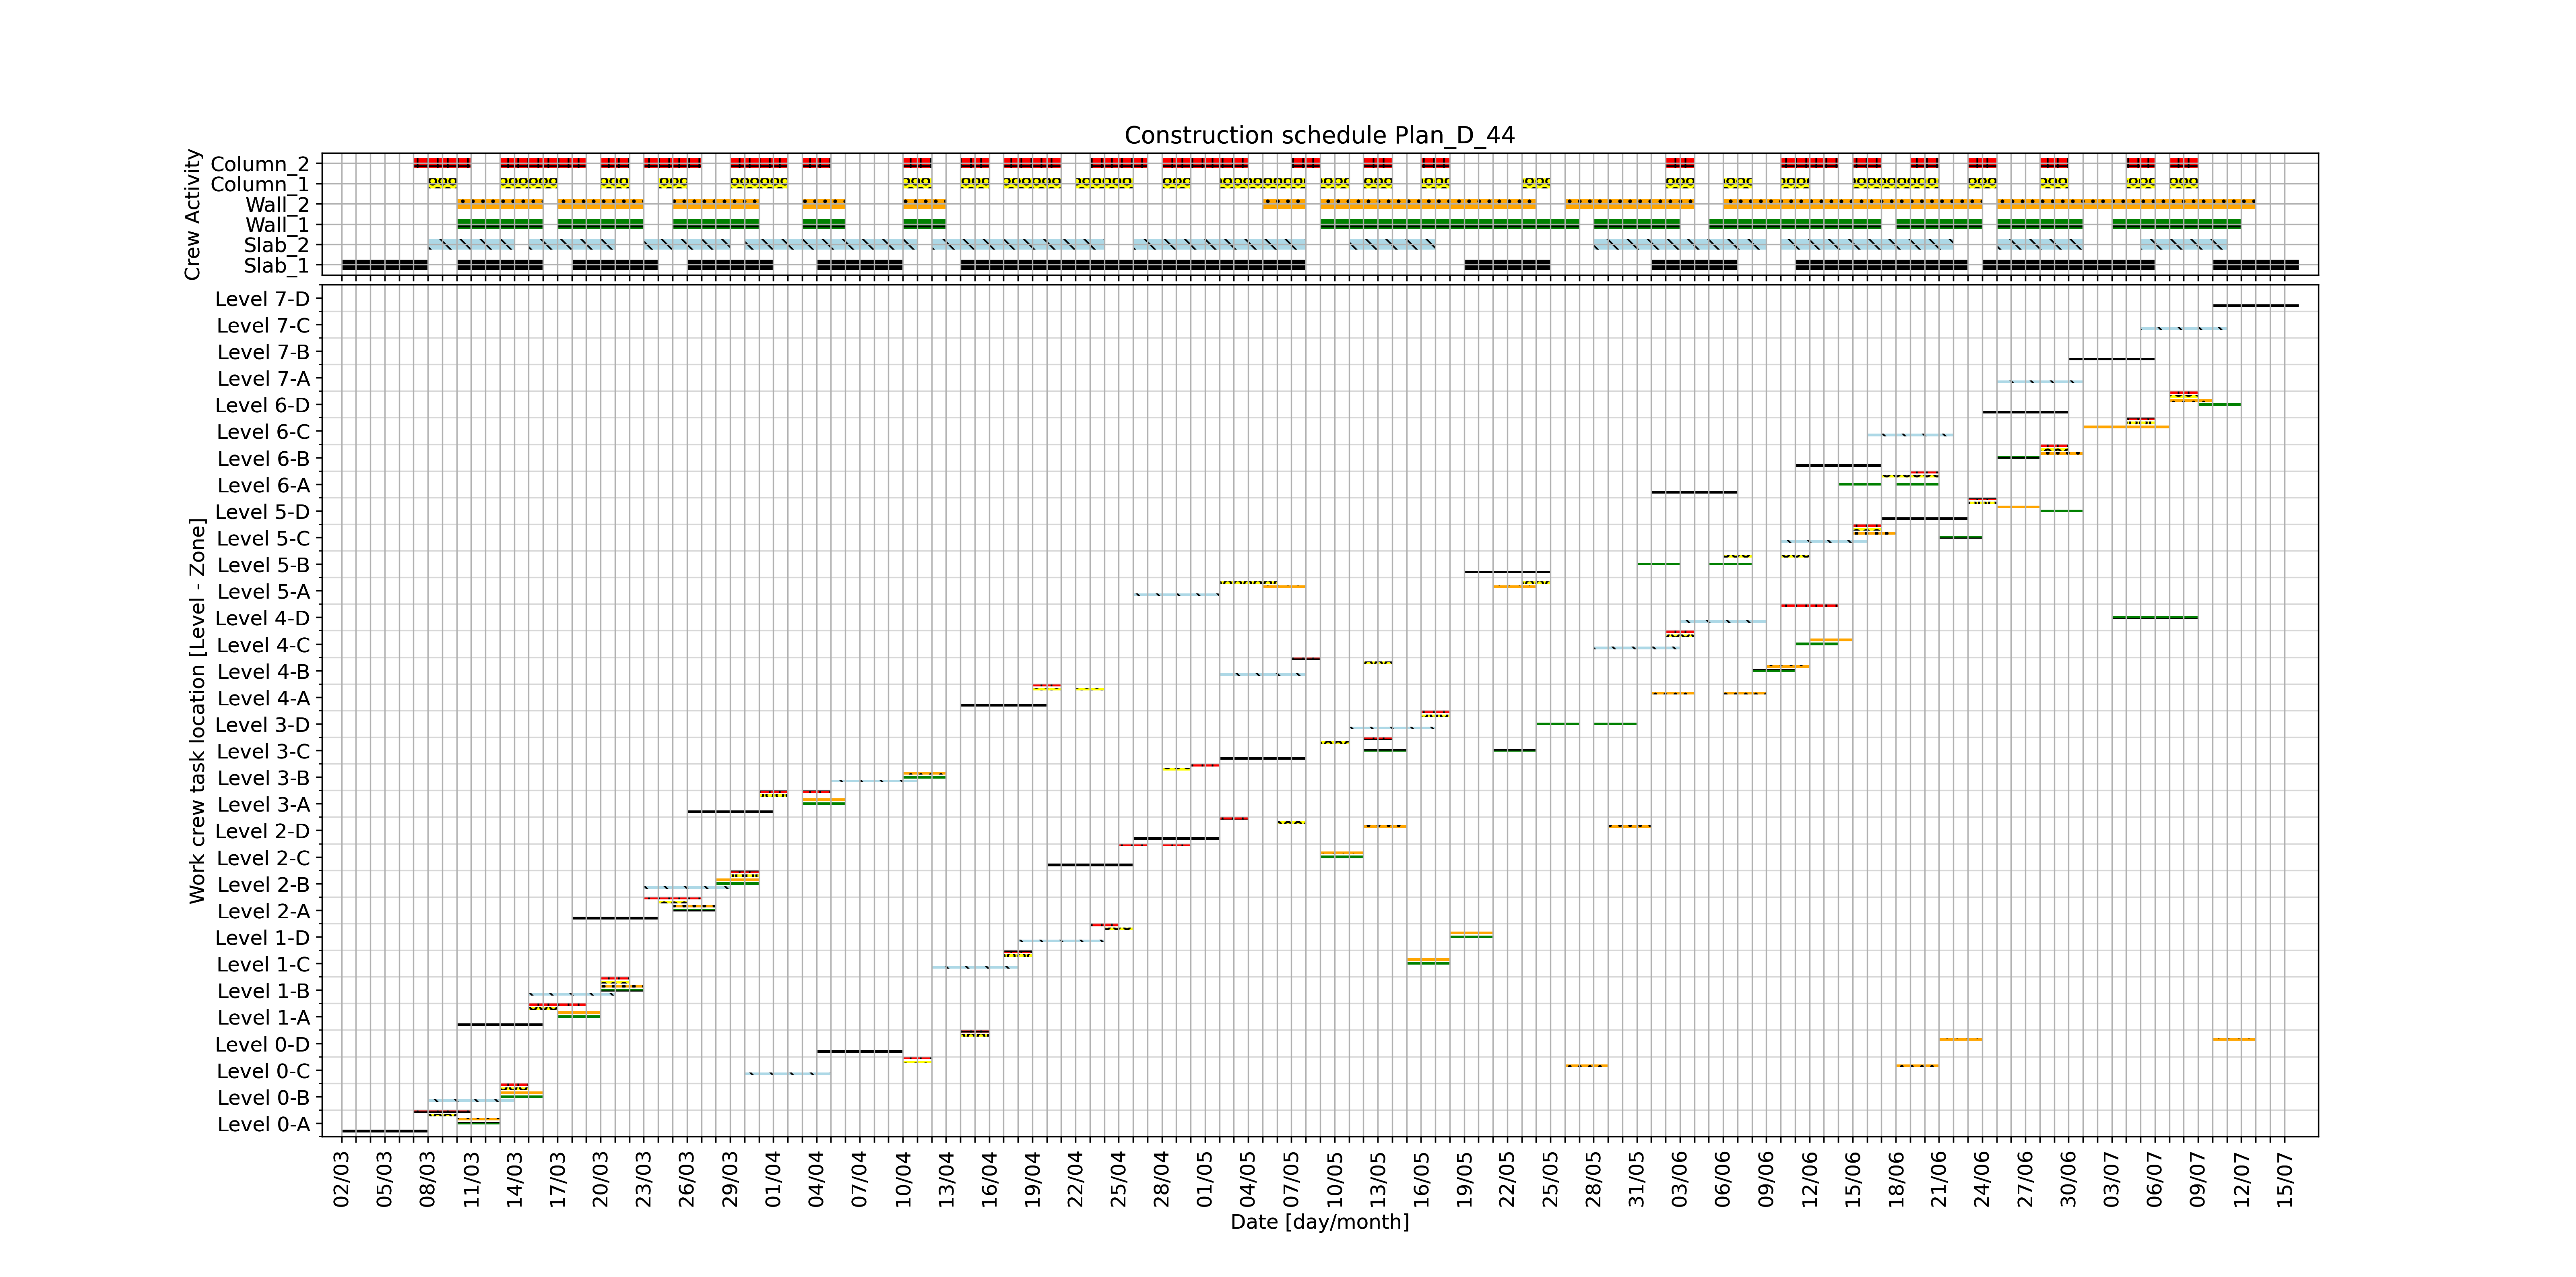 Construction schedule Plan_D_44
Crew Activity
Column_2
Column_1
Wall_2
Wall_1
Slab_2
Slab_1
Work crew task location [Level - Zone]
Level 7-D
Level 7-C
Level 7-B
Level 7-A
Level 6-D
Level 6-C
Level 6-B
Level 6-A
Level 5-D
Level 5-C
Level 5-B
Level 5-A
Level 4-D
Level 4-C
Level 4-B
Level 4-A
Level 3-D
Level 3-C
Level 3-B
Level 3-A
Level 2-D
Level 2-C
Level 2-B
Level 2-A
Level 1-D
Level 1-C
Level 1-B
Level 1-A
Level 0-D
Level 0-C
Level 0-B
Level 0-A
02/03 05/03 08/03 11/03 14/03 17/03 20/03 23/03 26/03 29/03 01/04 04/04 07/04 10/04 13/04 16/04 19/04 22/04 25/04 28/04 01/05 04/05 07/05 10/05 13/05 16/05 19/05 22/05 25/05 28/05 31/05 03/06 06/06 09/06 12/06 15/06 18/06 21/06 24/06 27/06 30/06 03/07 06/07 09/07 12/07 15/07
Date [day/month]